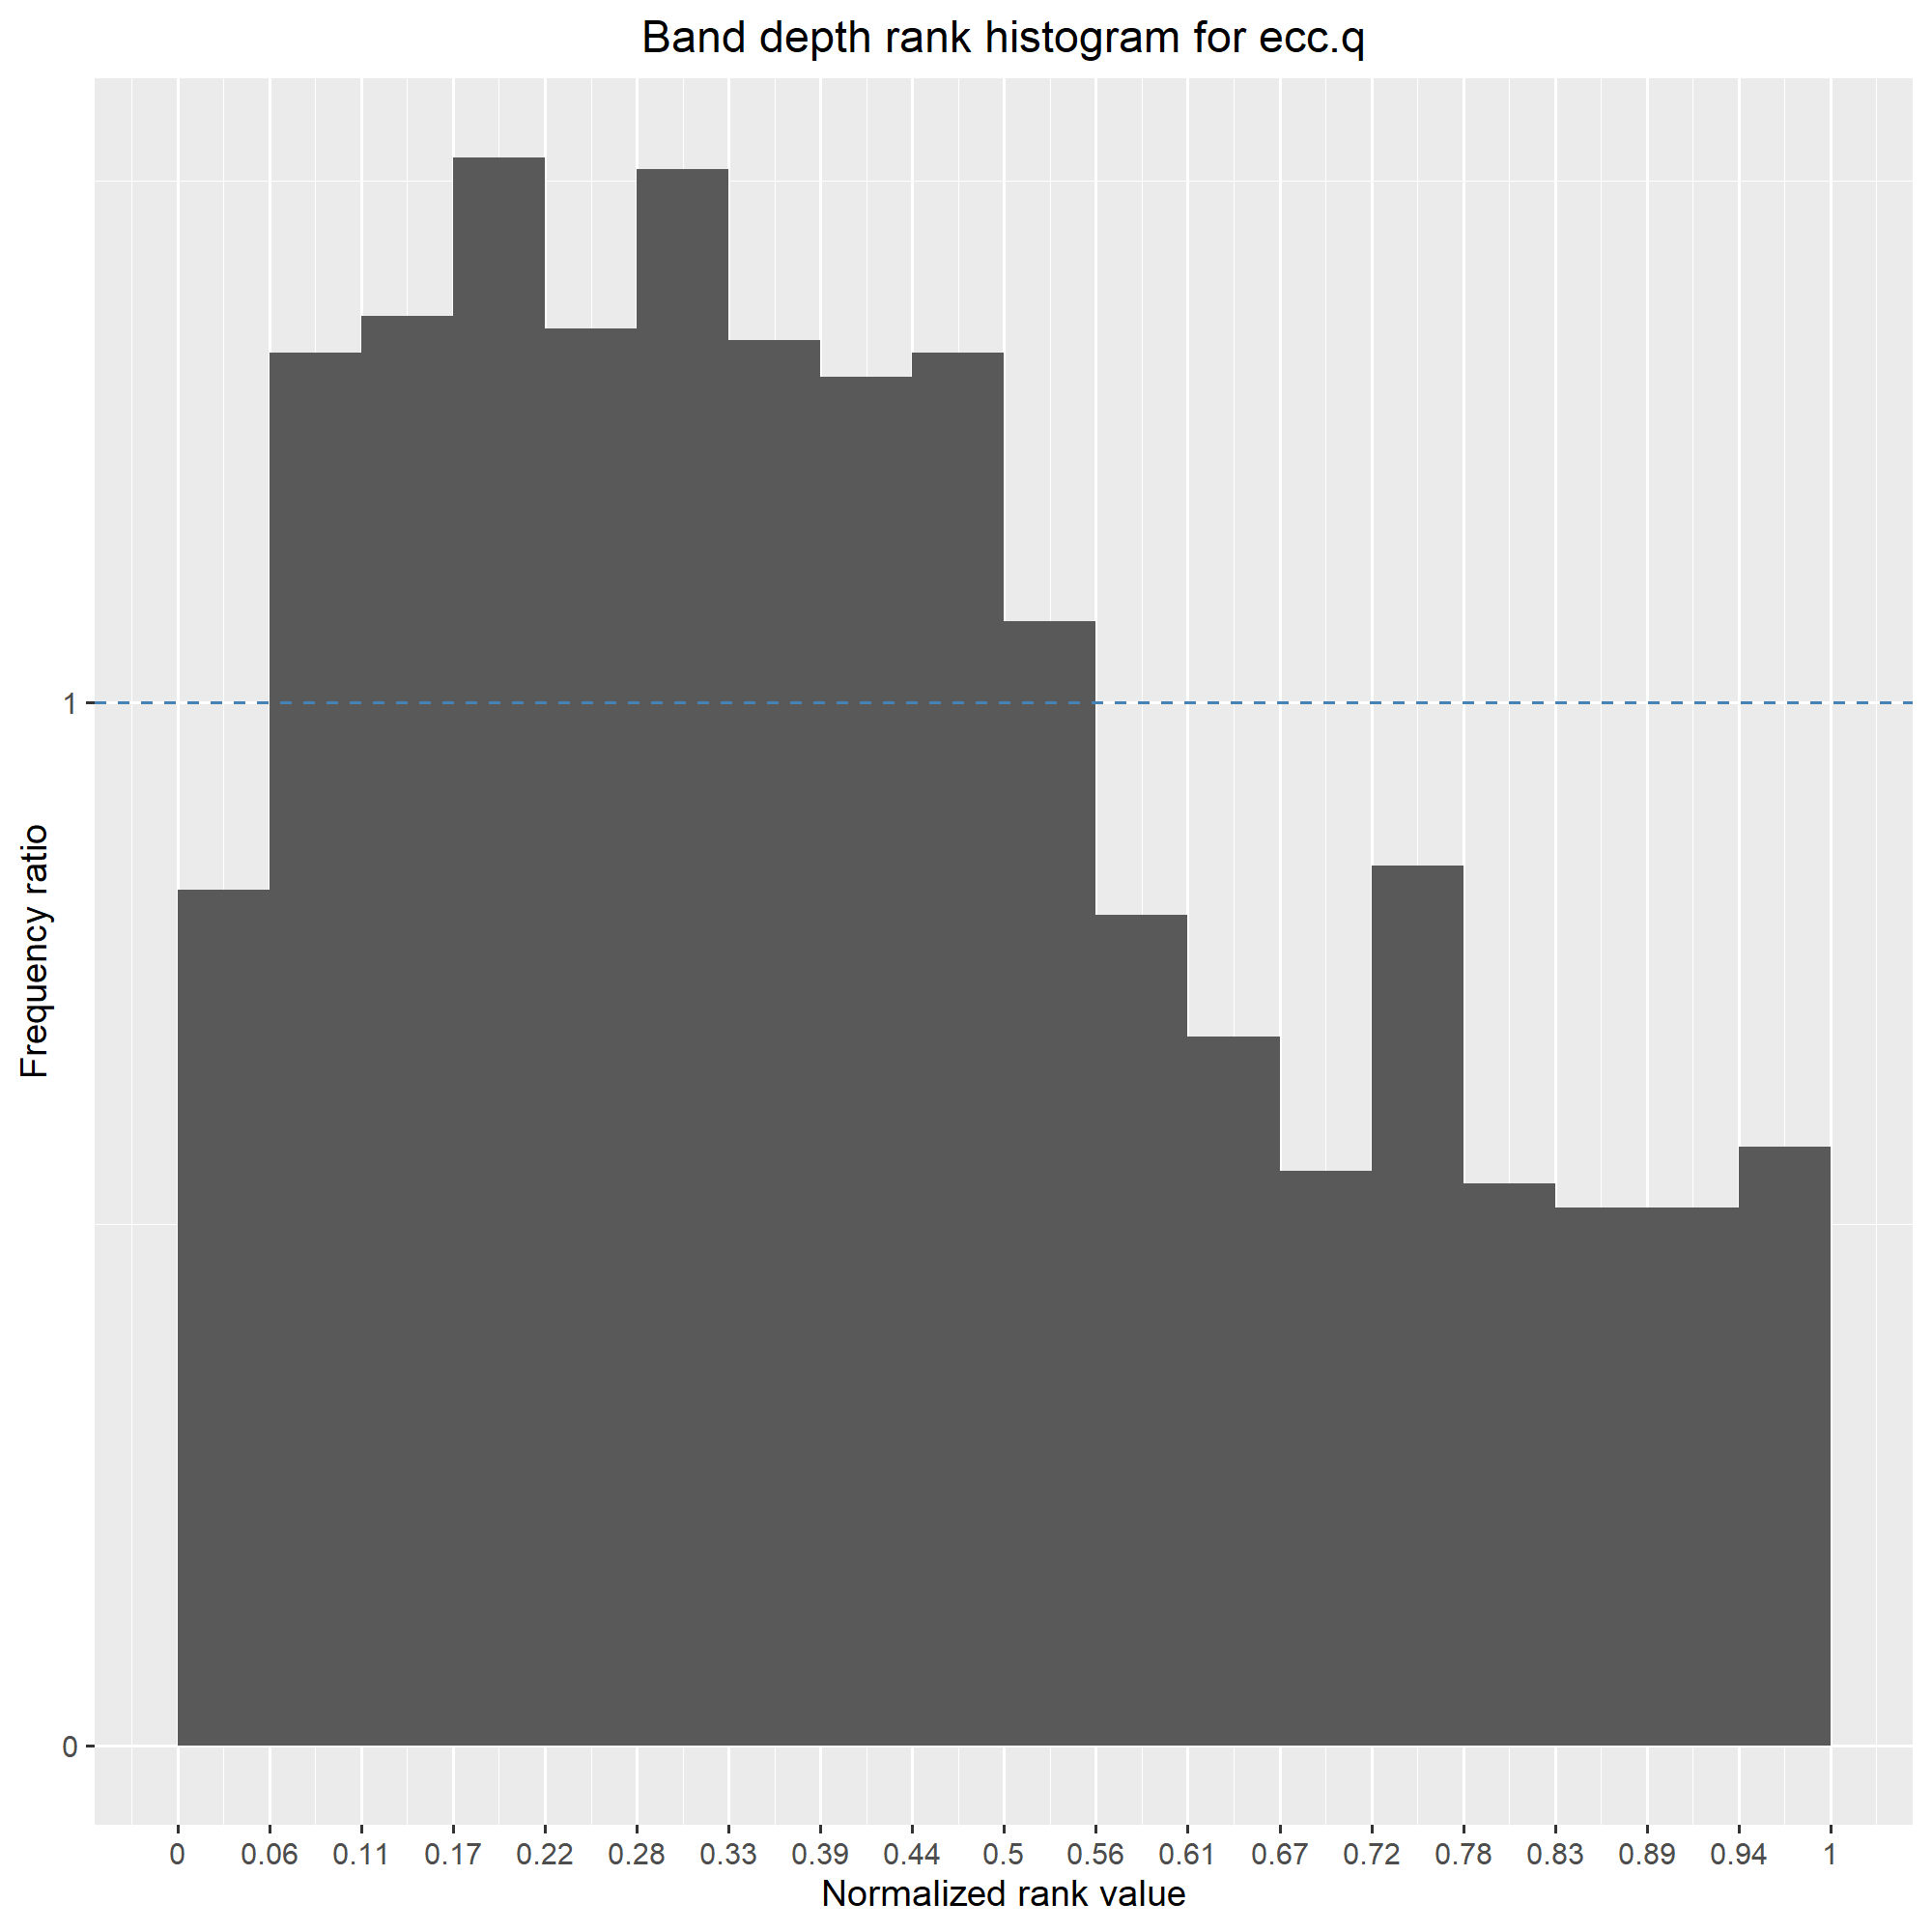 Band depth rank histogram for ecc.q
Frequency ratio
1
0
0 0.06 0.11 0.17 0.22 0.28 0.33 0.39 0.44 0.5 0.56 0.61 0.67 0.72 0.78 0.83 0.89 0.94 1
Normalized rank value